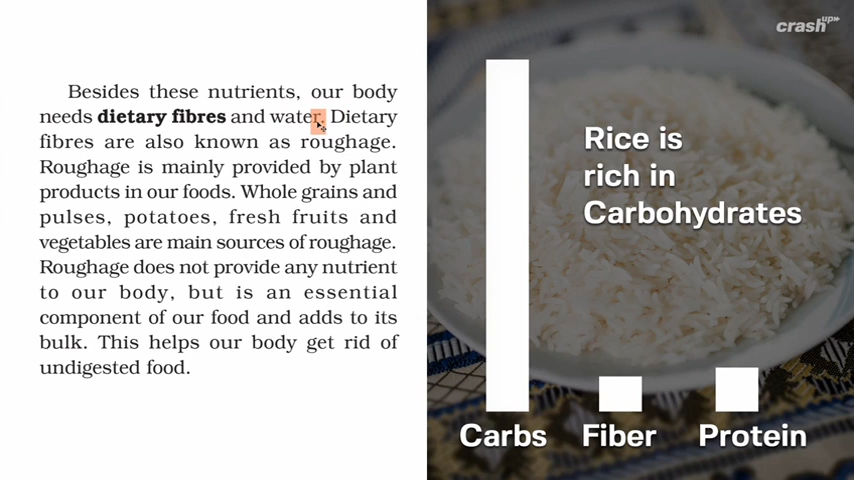 Besides these nutrients, our body
needs dietary fibres and water. Dietary
fibres are also known as roughage.
Roughage is mainly provided by plant
products in our foods. Whole grains and
pulses, potatoes, fresh fruits and
vegetables are main sources of roughage.
Roughage does not provide any nutrient
to our body, but is an essential
component of our food and adds to its
bulk. This helps our body get rid of
undigested food.
crash up
Rice is
rich in
Carbohydrates
Carbs Fiber Protein